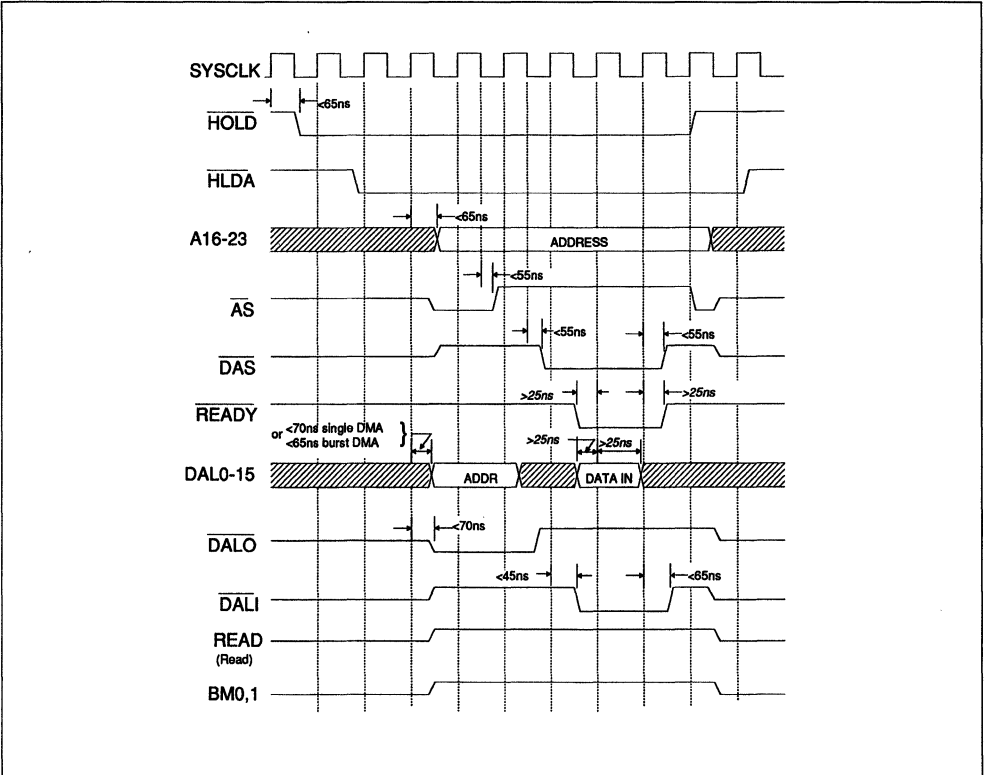 SYSCLK
<65ns
HOLD
HLDA
<65ns
A16-23
ADDRESS
<55ns
AS
<55ns
<55ns
DAS
>25ns
>25ns
READY
or <70ns single DMA
<65ns burst DMA
>25ns
>25ns
DAL0-15
ADDR
DATA IN
<70ns
DALO
<45ns
<65ns
DALI
READ
(Read)
BM0,1